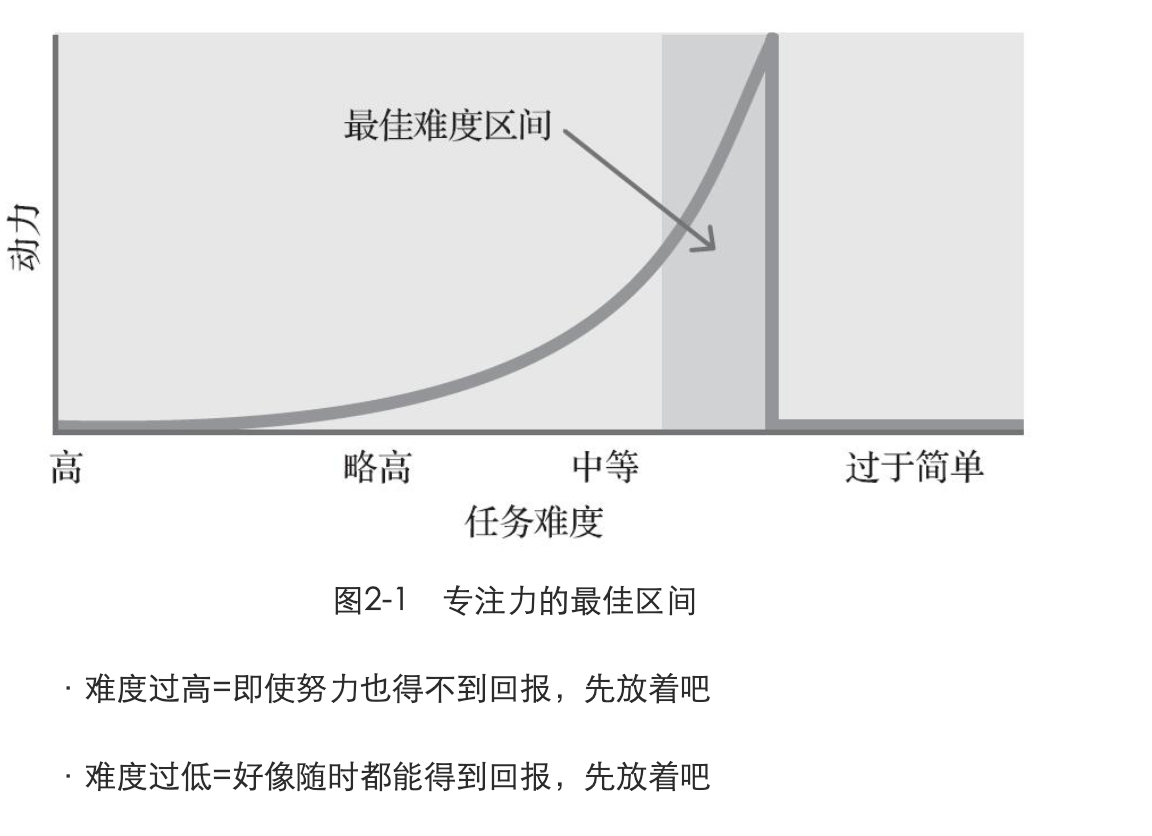 最佳难度区间
动力
高 略高 中等 过于简单
任务难度
图2-1 专注力的最佳区间
· 难度过高=即使努力也得不到回报，先放着吧
· 难度过低=好像随时都能得到回报，先放着吧